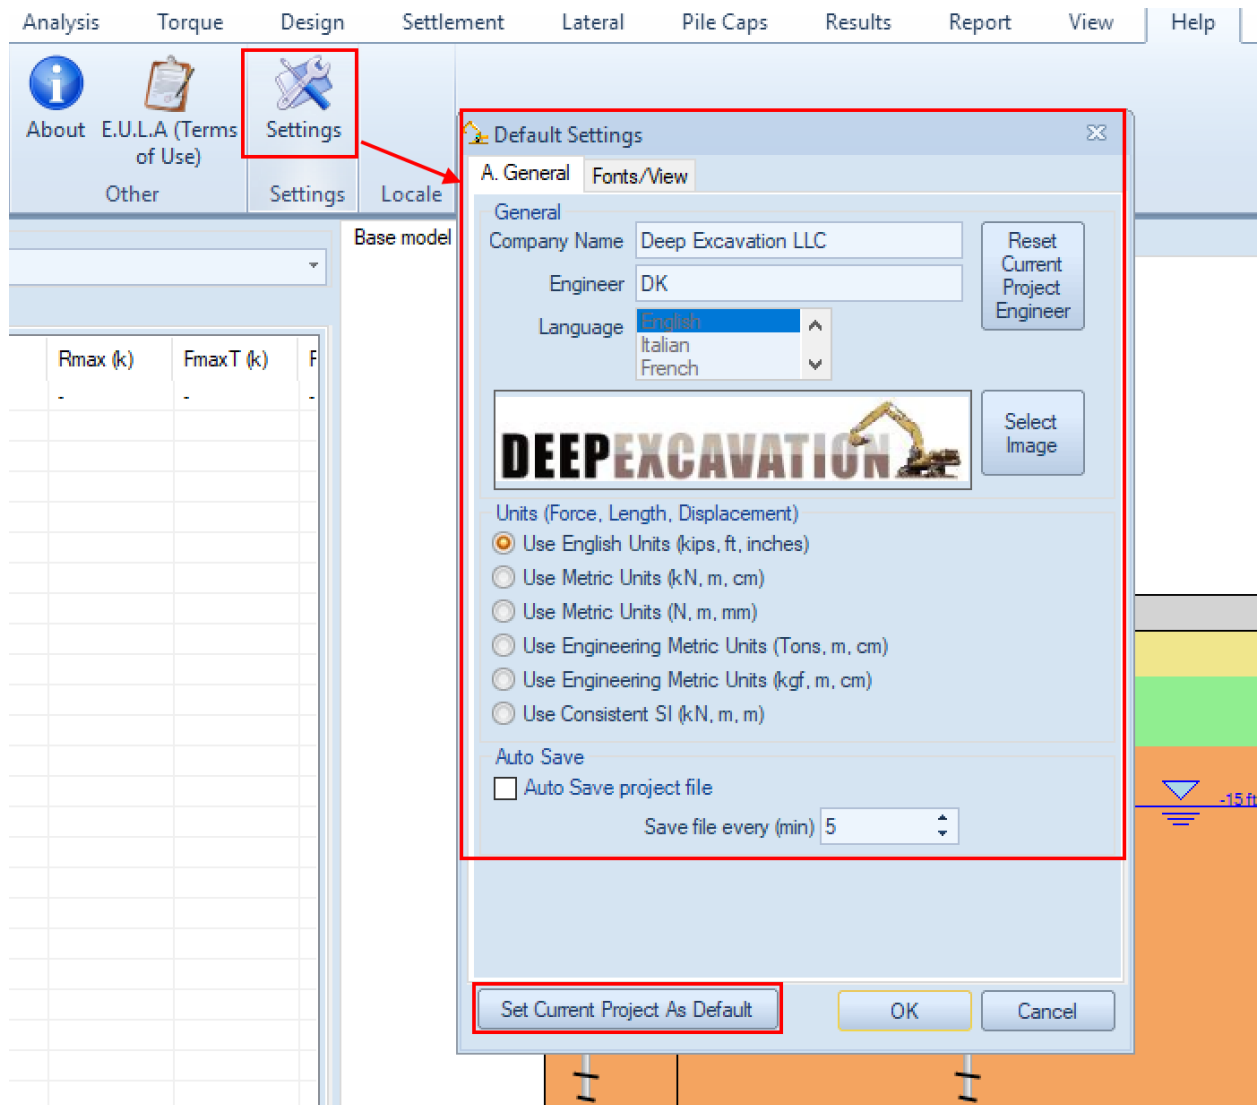 Analysis Torque Design Settlement Lateral Pile Caps Results Report View Help
About E.U.L.A (Terms of Use) Settings
Other Settings Locale
Base model
Rmax (k) FmaxT (k) F
- - -
Default Settings
A. General Fonts/View
General
Company Name Deep Excavation LLC
Engineer DK
Reset Current Project Engineer
Language English
Italian
French
DEEPEXCAVATION
Select Image
Units (Force, Length, Displacement)
Use English Units (kips, ft, inches)
Use Metric Units (kN, m, cm)
Use Metric Units (N, m, mm)
Use Engineering Metric Units (Tons, m, cm)
Use Engineering Metric Units (kgf, m, cm)
Use Consistent SI (kN, m, m)
Auto Save
Auto Save project file
Save file every (min) 5
-15 ft
Set Current Project As Default OK Cancel